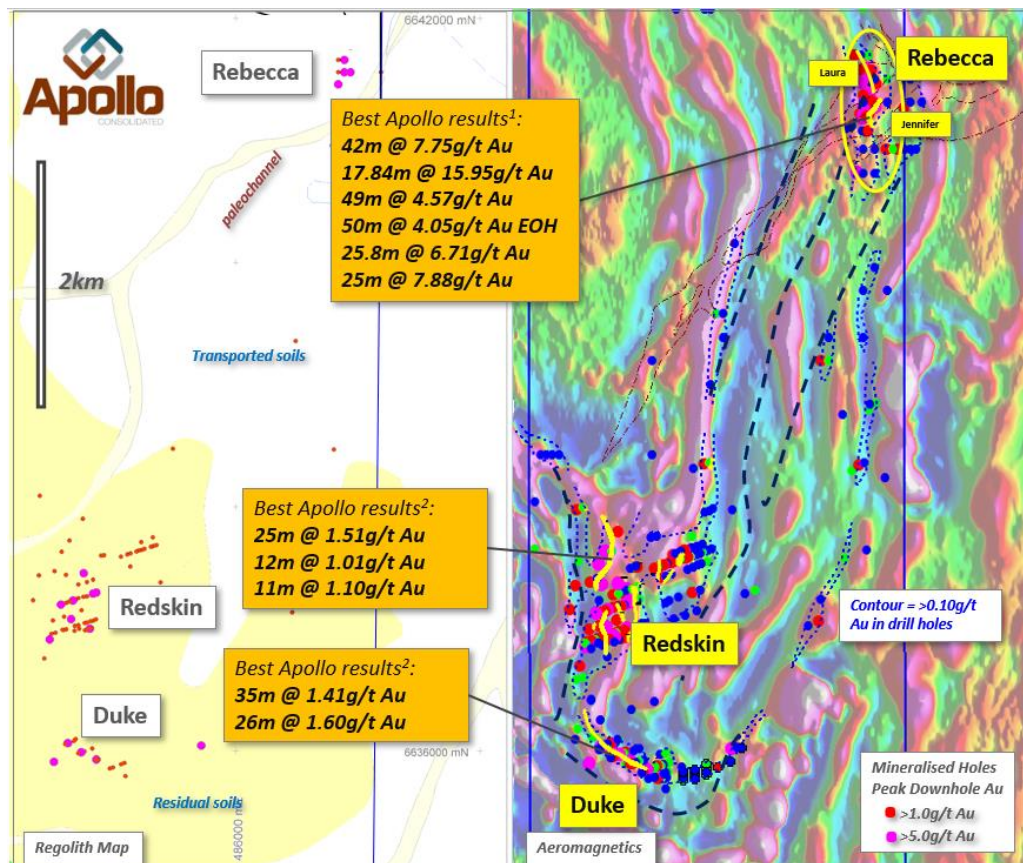 Apollo
CONSOLIDATED
Rebecca
6642000 mN
paleochannel
2km
Transported soils
Best Apollo results¹:
42m @ 7.75g/t Au
17.84m @ 15.95g/t Au
49m @ 4.57g/t Au
50m @ 4.05g/t Au EOH
25.8m @ 6.71g/t Au
25m @ 7.88g/t Au
Laura
Rebecca
Jennifer
Best Apollo results²:
25m @ 1.51g/t Au
12m @ 1.01g/t Au
11m @ 1.10g/t Au
Redskin
Redskin
Contour = >0.10g/t
Au in drill holes
Best Apollo results²:
35m @ 1.41g/t Au
26m @ 1.60g/t Au
Duke
6636000 mN
Duke
Residual soils
486000 mE
Mineralised Holes
Peak Downhole Au
>1.0g/t Au
>5.0g/t Au
Regolith Map
Aeromagnetics